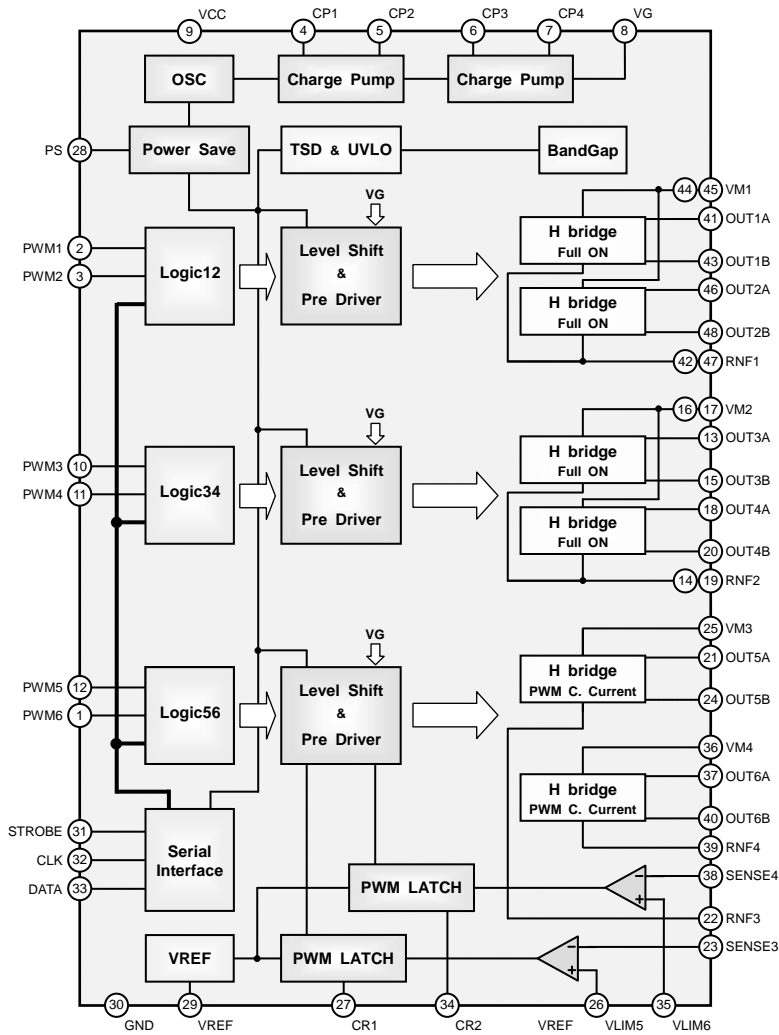 VCC CP1 CP2 CP3 CP4 VG
9 4 5 6 7 8
OSC Charge Pump Charge Pump
PS 28 Power Save TSD & UVLO BandGap
VG
44 45 VM1
PWM1 2
PWM2 3
Logic12
Level Shift
&
Pre Driver
H bridge
Full ON
41 OUT1A
43 OUT1B
H bridge
Full ON
46 OUT2A
48 OUT2B
42 47 RNF1
VG
16 17 VM2
PWM3 10
PWM4 11
Logic34
Level Shift
&
Pre Driver
H bridge
Full ON
13 OUT3A
15 OUT3B
H bridge
Full ON
18 OUT4A
20 OUT4B
14 19 RNF2
VG
25 VM3
PWM5 12
PWM6 1
Logic56
Level Shift
&
Pre Driver
H bridge
PWM C. Current
21 OUT5A
24 OUT5B
36 VM4
H bridge
PWM C. Current
37 OUT6A
40 OUT6B
39 RNF4
STROBE 31
CLK 32
DATA 33
Serial
Interface
PWM LATCH
-
+
38 SENSE4
22 RNF3
VREF
PWM LATCH
-
+
23 SENSE3
30 29 27 34 26 35
GND VREF CR1 CR2 VREF VLIM5 VLIM6